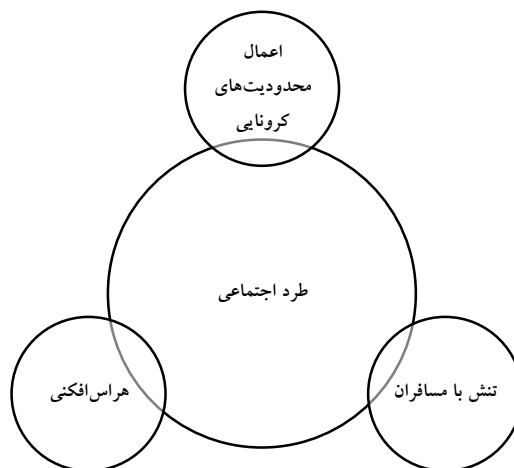 اعمال
محدودیت‌های
کرونایی
طرد اجتماعی
تنش با مسافران
هراس‌افکنی